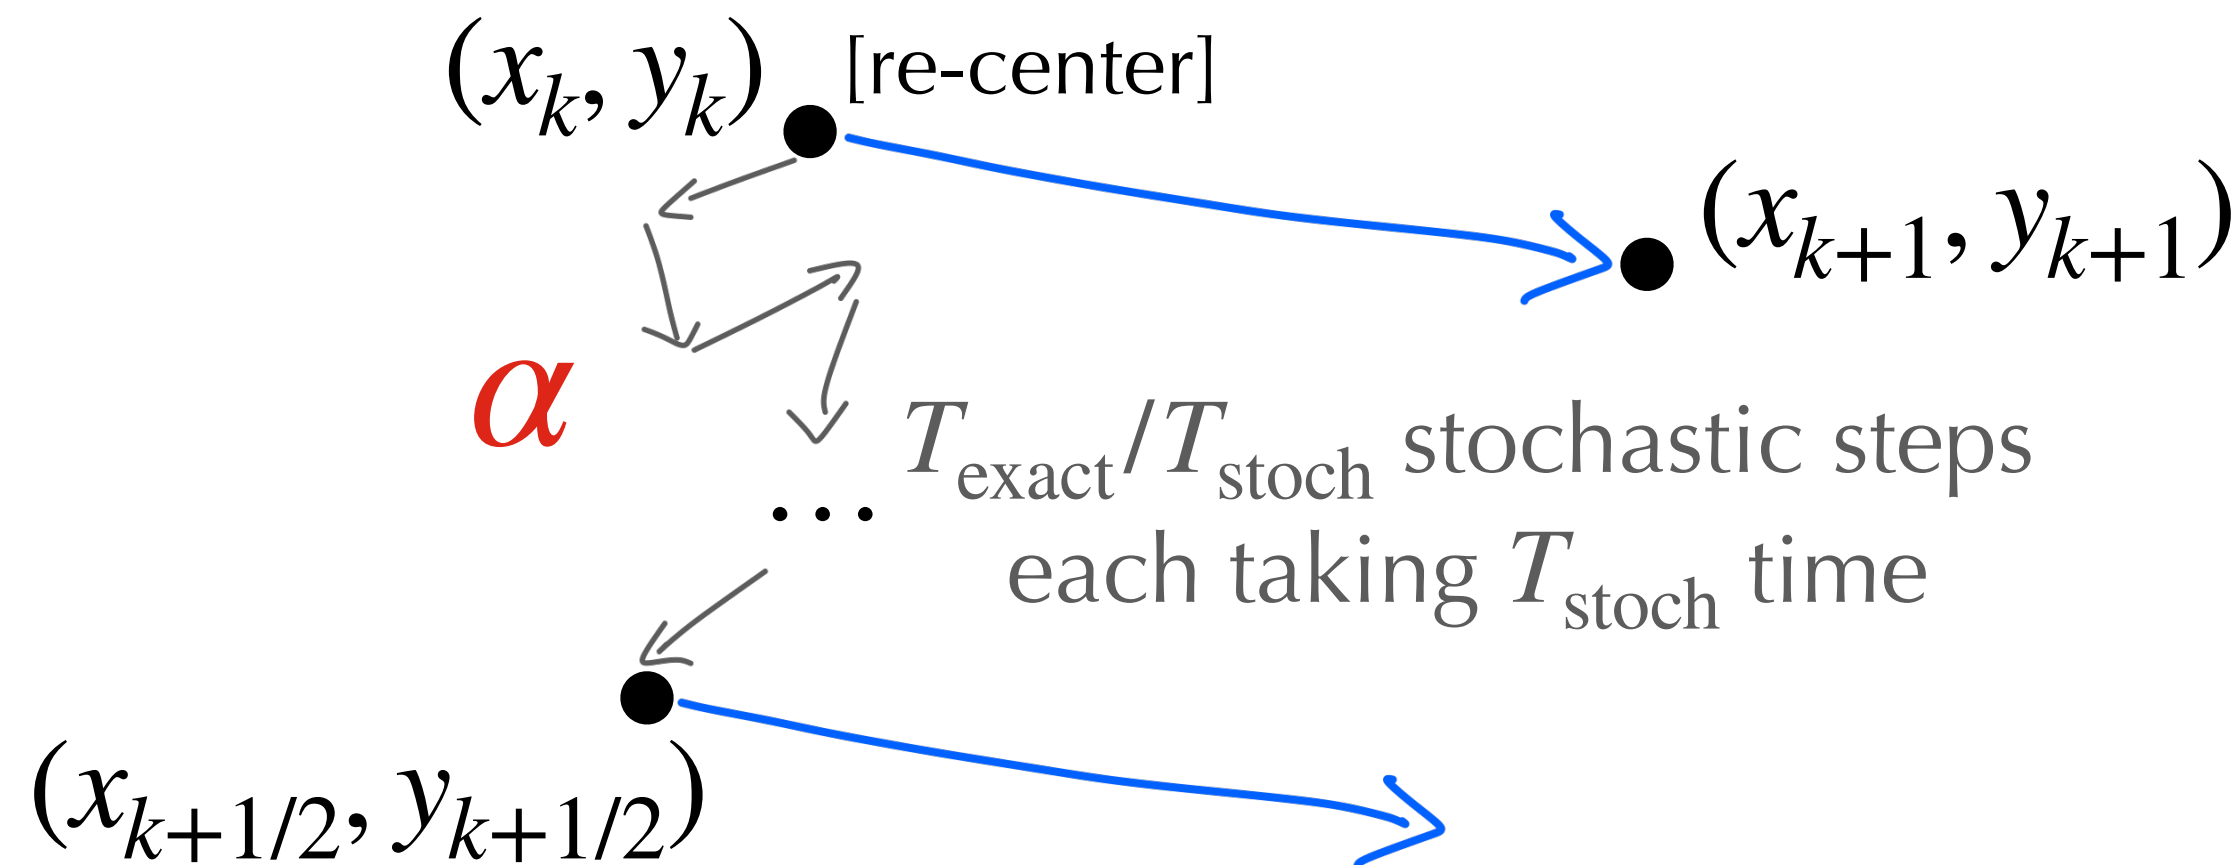 (x_k, y_k) [re-center]
(x_{k+1}, y_{k+1})
α
T_exact/T_stoch stochastic steps
...
each taking T_stoch time
(x_{k+1/2}, y_{k+1/2})